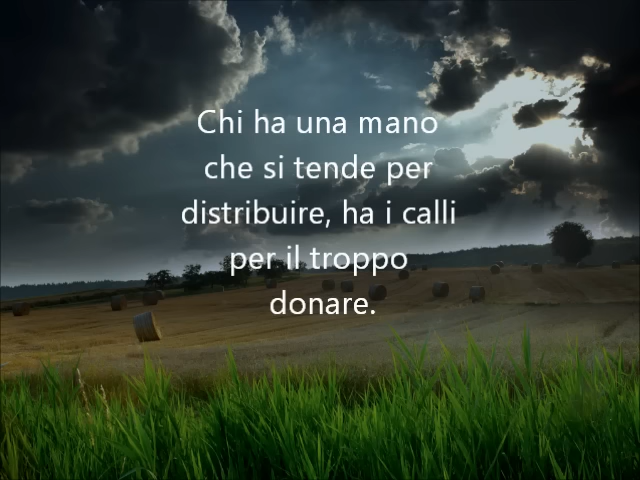 Chi ha una mano
che si tende per
distribuire, ha i calli
per il troppo
donare.